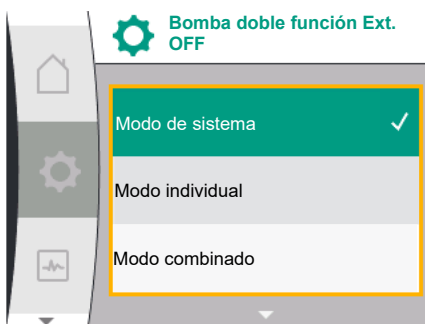 Bomba doble función Ext.
OFF
Modo de sistema
Modo individual
Modo combinado